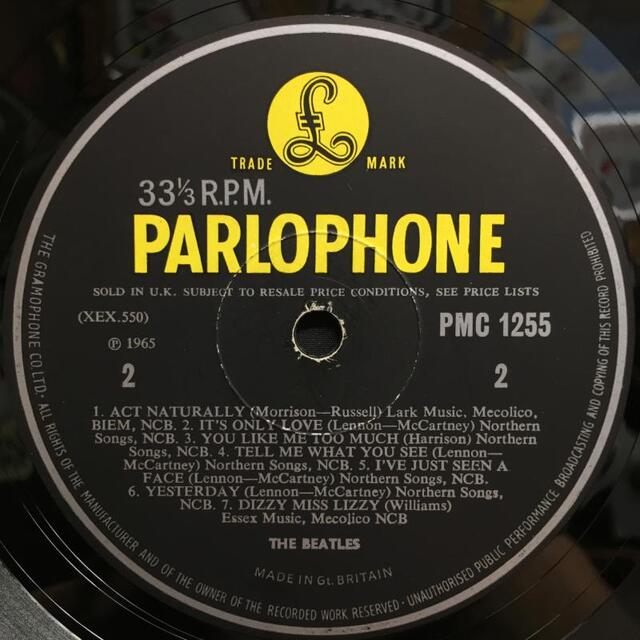 £
TRADE MARK
33⅓ R.P.M.
PARLOPHONE
SOLD IN U.K. SUBJECT TO RESALE PRICE CONDITIONS, SEE PRICE LISTS
(XEX.550)
PMC 1255
℗ 1965
2
2
1. ACT NATURALLY (Morrison—Russell) Lark Music, Mecolico,
BIEM, NCB. 2. IT'S ONLY LOVE (Lennon—McCartney) Northern
Songs, NCB. 3. YOU LIKE ME TOO MUCH (Harrison) Northern
Songs, NCB. 4. TELL ME WHAT YOU SEE (Lennon—
McCartney) Northern Songs, NCB. 5. I'VE JUST SEEN A
FACE (Lennon—McCartney) Northern Songs, NCB.
6. YESTERDAY (Lennon—McCartney) Northern Songs,
NCB. 7. DIZZY MISS LIZZY (Williams)
Essex Music, Mecolico NCB
THE BEATLES
MADE IN Gt. BRITAIN
THE GRAMOPHONE CO. LTD. · ALL RIGHTS OF THE MANUFACTURER AND OF THE OWNER OF THE RECORDED WORK RESERVED · UNAUTHORISED PUBLIC PERFORMANCE BROADCASTING AND COPYING OF THIS RECORD PROHIBITED